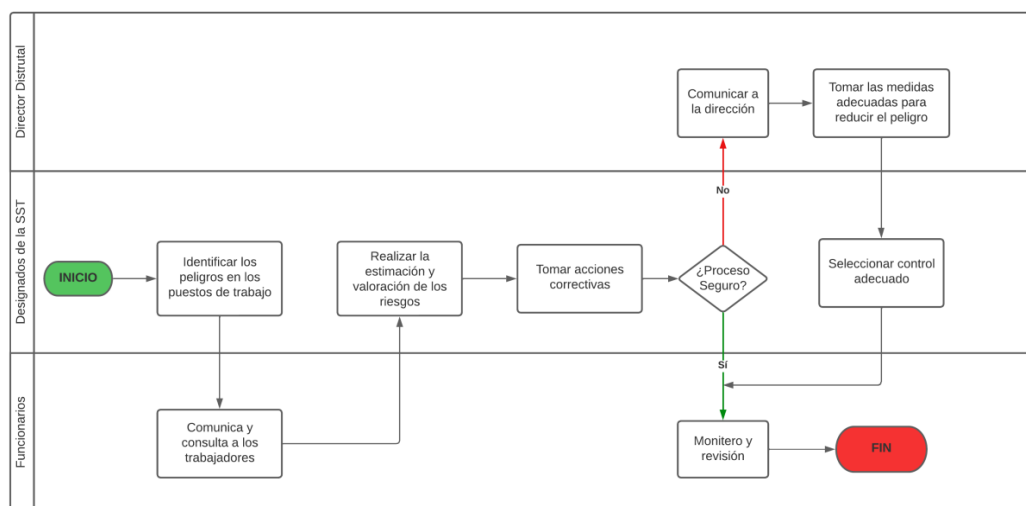 Director Distrutal
Comunicar a
la dirección
Tomar las medidas
adecuadas para
reducir el peligro
No
Designados de la SST
INICIO
Identificar los
peligros en los
puestos de trabajo
Realizar la
estimación y
valoración de los
riesgos
Tomar acciones
correctivas
¿Proceso
Seguro?
Seleccionar control
adecuado
Sí
Funcionarios
Comunica y
consulta a los
trabajadores
Monitero y
revisión
FIN